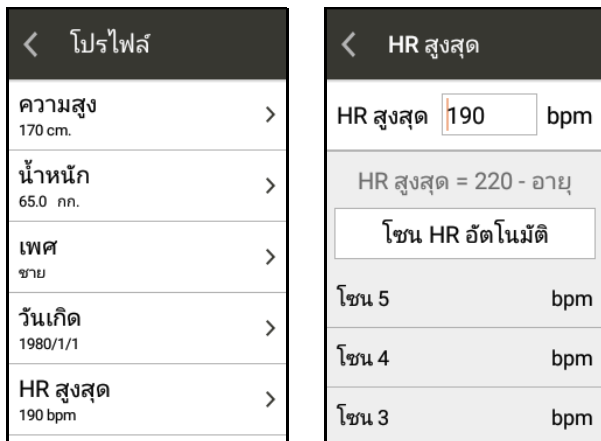 โปรไฟล์
ความสูง
170 cm.
น้ำหนัก
65.0 กก.
เพศ
ชาย
วันเกิด
1980/1/1
HR สูงสุด
190 bpm
HR สูงสุด
HR สูงสุด 190 bpm
HR สูงสุด = 220 - อายุ
โซน HR อัตโนมัติ
โซน 5 bpm
โซน 4 bpm
โซน 3 bpm